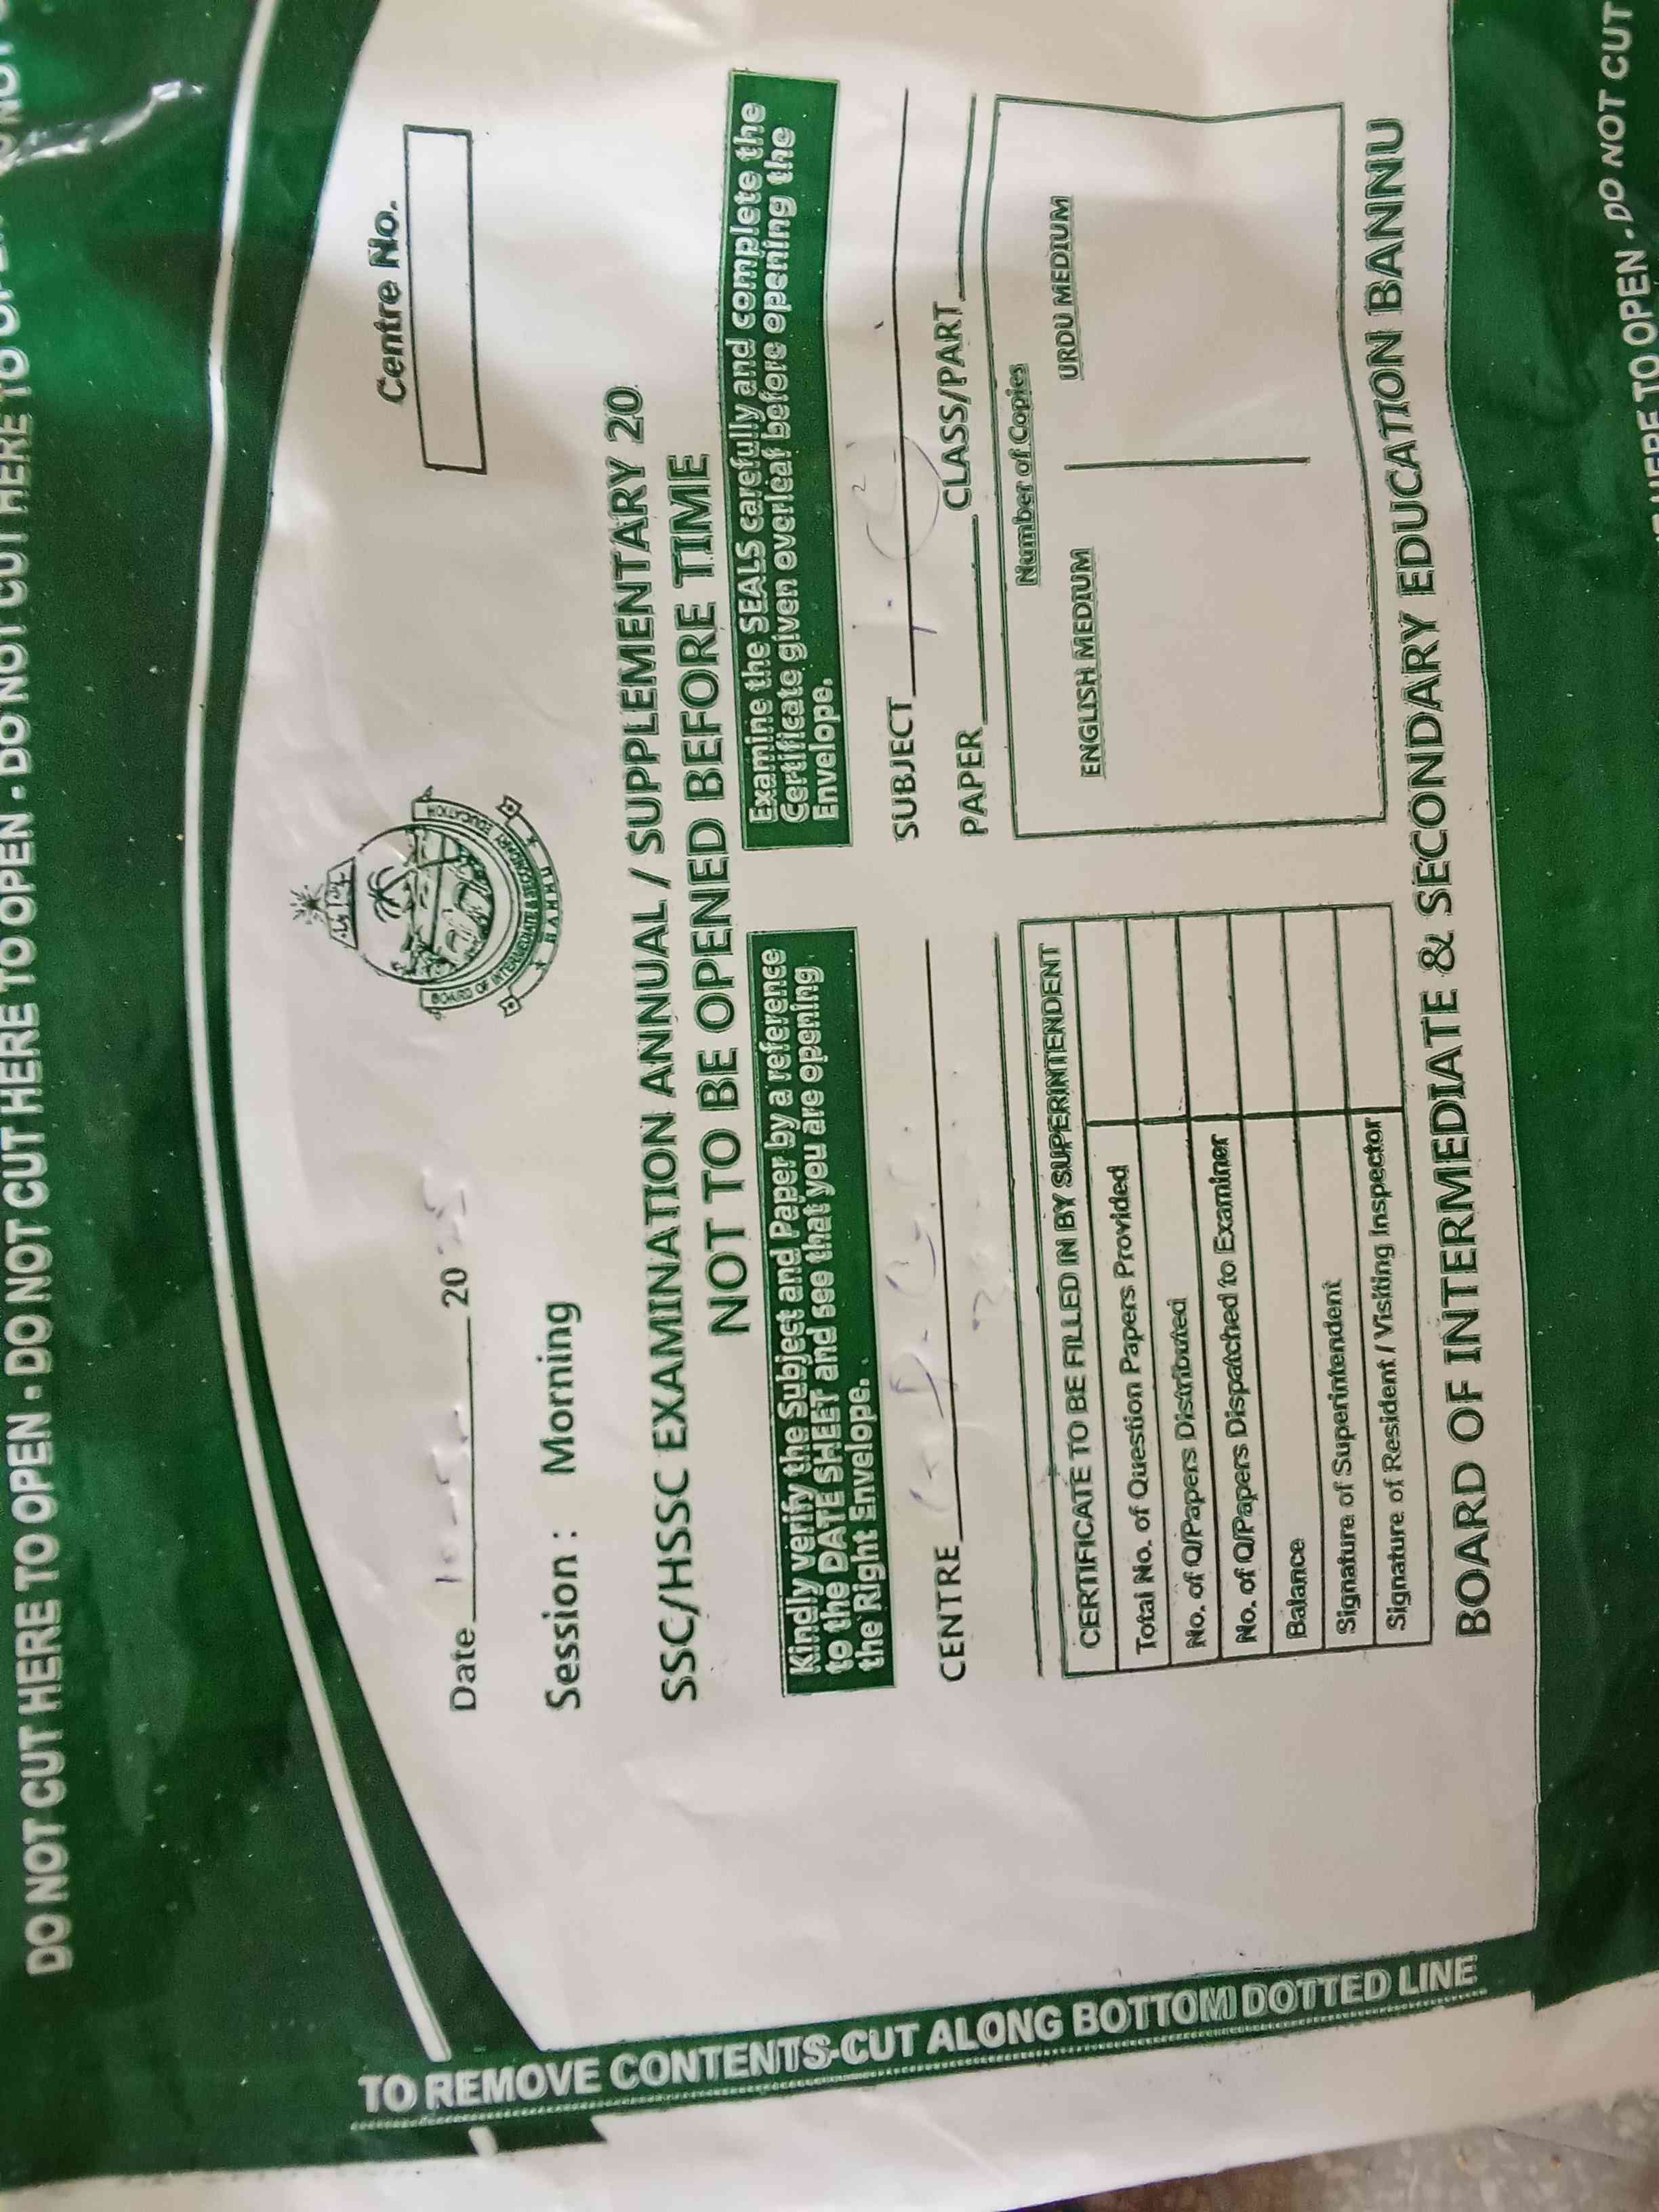 DO NOT CUT HERE TO OPEN - DO NOT CUT HERE TO OPEN - DO NOT CUT HERE TO OPEN - DO NOT CUT HERE TO
Centre No.
BOARD OF INTERMEDIATE & SECONDARY EDUCATION
BANNU
Date 20
Session : Morning
SSC/HSSC EXAMINATION ANNUAL / SUPPLEMENTARY 20
NOT TO BE OPENED BEFORE TIME
Kindly verify the Subject and Paper by a reference
to the DATE SHEET and see that you are opening
the Right Envelope.
Examine the SEALS carefully and complete the
Certificate given overleaf before opening the
Envelope.
CENTRE
SUBJECT
PAPER CLASS/PART
CERTIFICATE TO BE FILLED IN BY SUPERINTENDENT
Total No. of Question Papers Provided
No. of Q/Papers Distributed
No. of Q/Papers Dispatched to Examiner
Balance
Signature of Superintendent
Signature of Resident / Visiting Inspector
Number of Copies
ENGLISH MEDIUM URDU MEDIUM
BOARD OF INTERMEDIATE & SECONDARY EDUCATION BANNU
HERE TO OPEN - DO NOT CUT
TO REMOVE CONTENTS-CUT ALONG BOTTOM DOTTED LINE